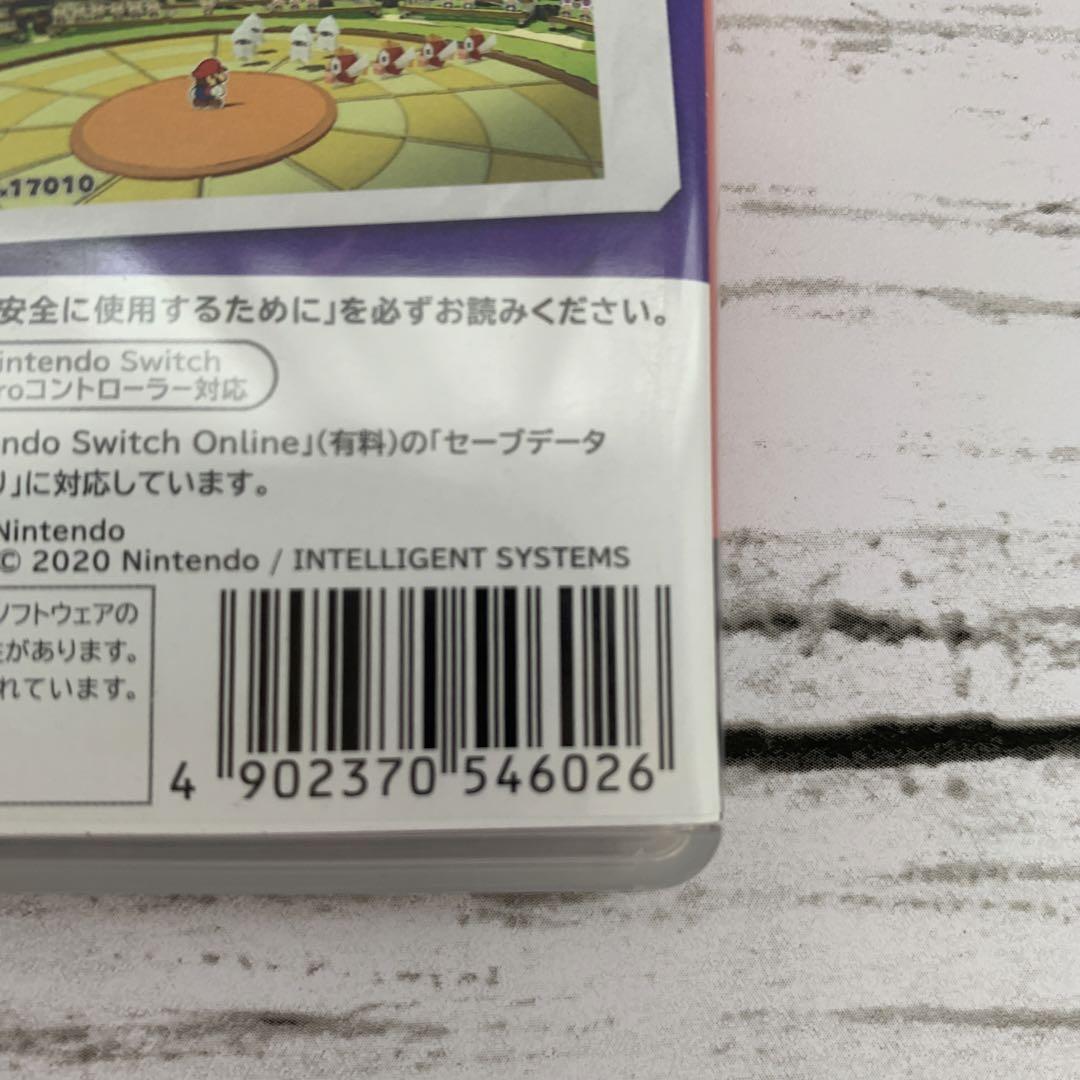 17010
安全に使用するために」を必ずお読みください。
intendo Switch
roコントローラー対応
ndo Switch Online」(有料)の「セーブデータ
り」に対応しています。
Nintendo
© 2020 Nintendo / INTELLIGENT SYSTEMS
ソフトウェアの
があります。
れています。
4 902370 546026